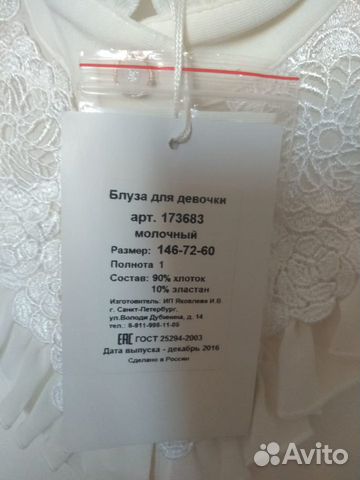 Блуза для девочки
арт. 173683
молочный
Размер: 146-72-60
Полнота 1
Состав: 90% хлоток
10% эластан
Изготовитель: ИП Яковлева И.В
г. Санкт-Петербург,
ул.Володи Дубинина, д. 14
тел.: 8-911-998-11-09
EAC ГОСТ 25294-2003
Дата выпуска - декабрь 2016
Сделано в России
Avito